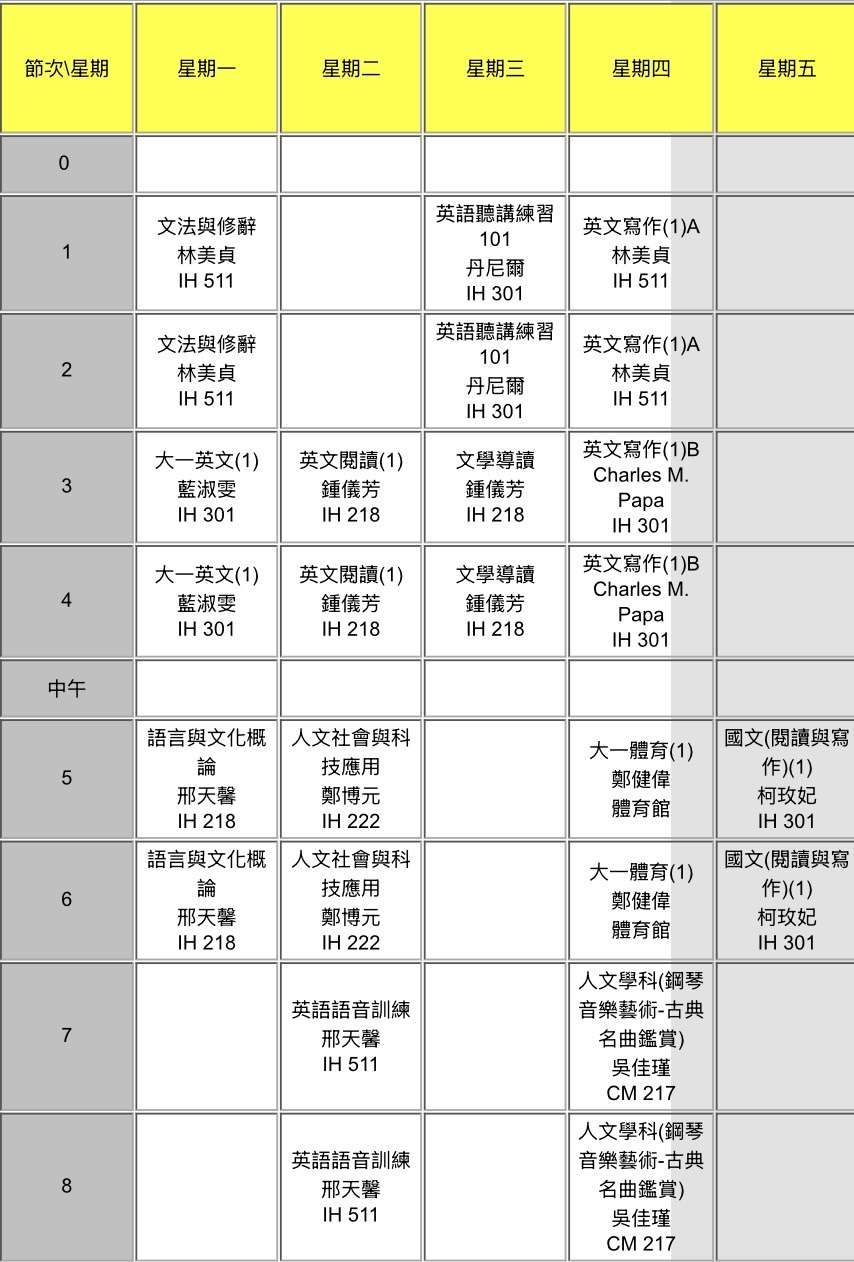 節次\星期
星期一
星期二
星期三
星期四
星期五
0
1
文法與修辭
林美貞
IH 511
英語聽講練習
101
丹尼爾
IH 301
英文寫作(1)A
林美貞
IH 511
2
文法與修辭
林美貞
IH 511
英語聽講練習
101
丹尼爾
IH 301
英文寫作(1)A
林美貞
IH 511
3
大一英文(1)
藍淑雯
IH 301
英文閱讀(1)
鍾儀芳
IH 218
文學導讀
鍾儀芳
IH 218
英文寫作(1)B
Charles M.
Papa
IH 301
4
大一英文(1)
藍淑雯
IH 301
英文閱讀(1)
鍾儀芳
IH 218
文學導讀
鍾儀芳
IH 218
英文寫作(1)B
Charles M.
Papa
IH 301
中午
5
語言與文化概
論
邢天馨
IH 218
人文社會與科
技應用
鄭博元
IH 222
大一體育(1)
鄭健偉
體育館
國文(閱讀與寫
作)(1)
柯玫妃
IH 301
6
語言與文化概
論
邢天馨
IH 218
人文社會與科
技應用
鄭博元
IH 222
大一體育(1)
鄭健偉
體育館
國文(閱讀與寫
作)(1)
柯玫妃
IH 301
7
英語語音訓練
邢天馨
IH 511
人文學科(鋼琴
音樂藝術-古典
名曲鑑賞)
吳佳瑾
CM 217
8
英語語音訓練
邢天馨
IH 511
人文學科(鋼琴
音樂藝術-古典
名曲鑑賞)
吳佳瑾
CM 217